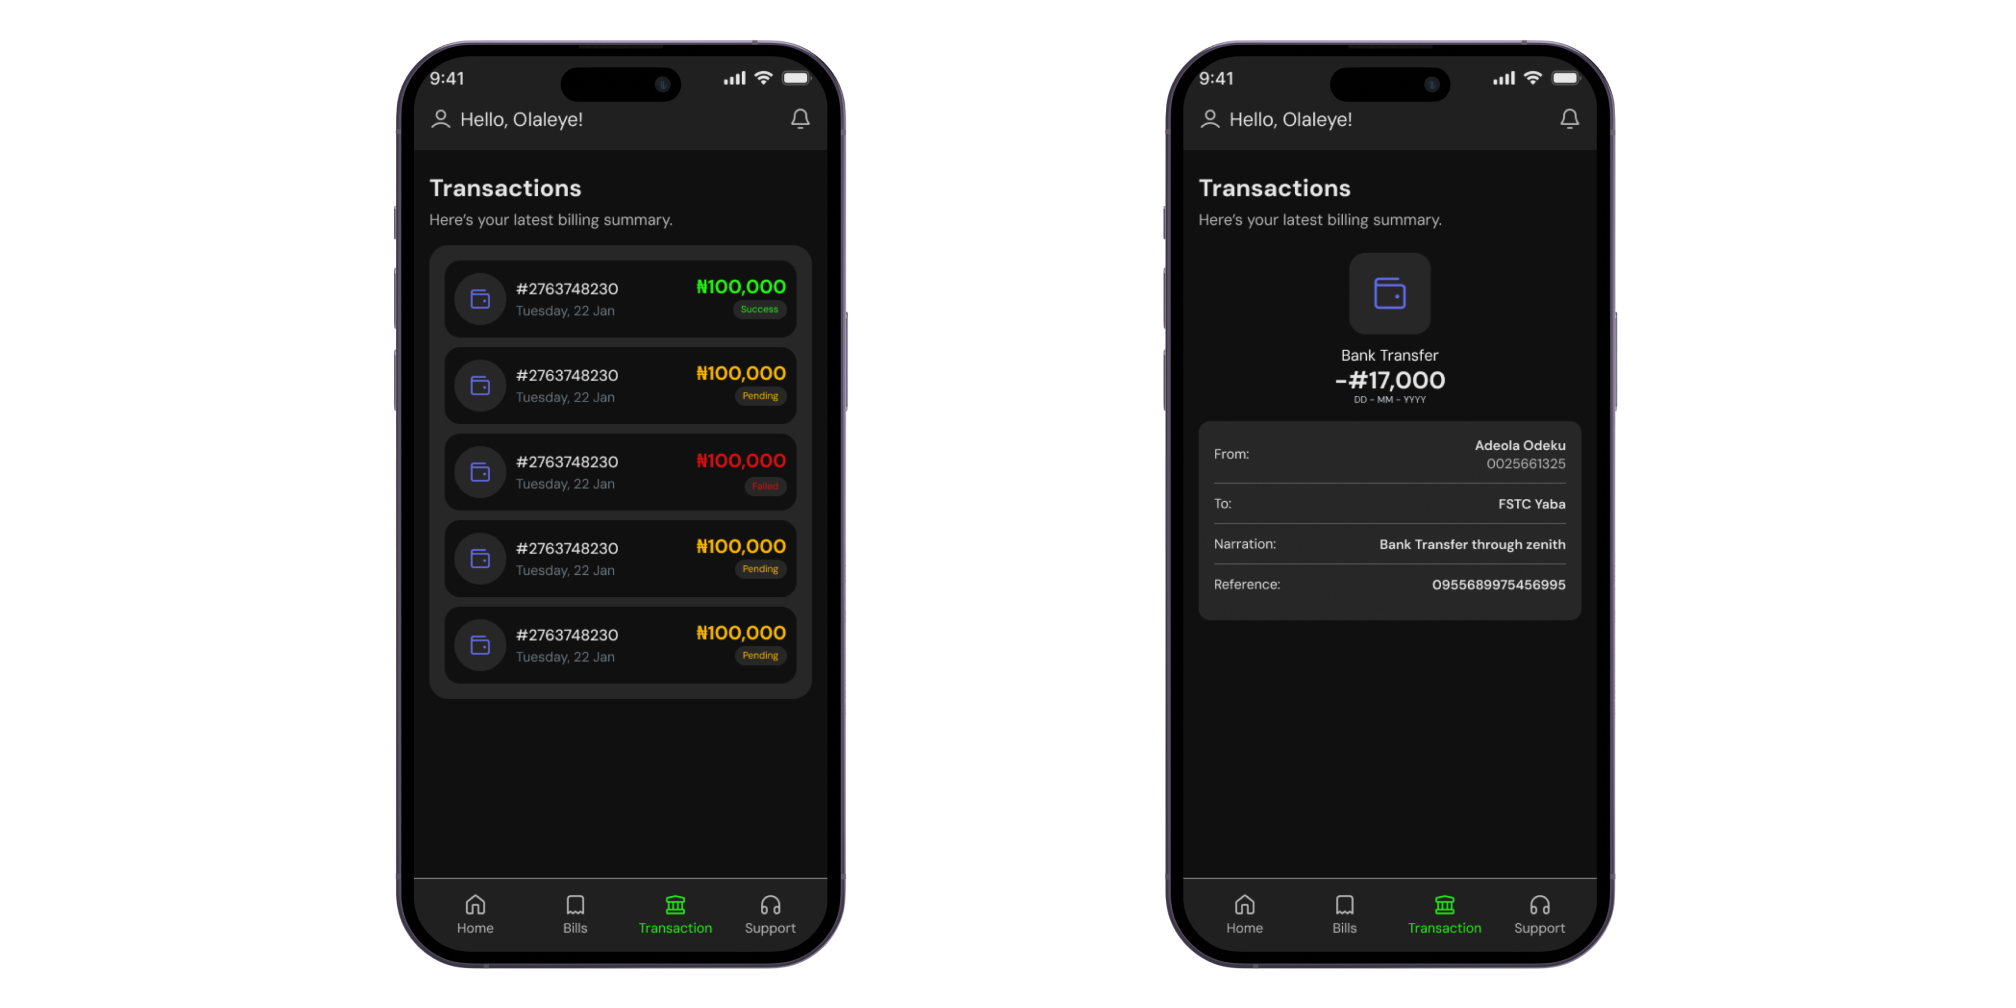 9:41
Hello, Olaleye!
Transactions
Here's your latest billing summary.
#2763748230
₦100,000
Tuesday, 22 Jan
Success
#2763748230
₦100,000
Tuesday, 22 Jan
Pending
#2763748230
₦100,000
Tuesday, 22 Jan
Failed
#2763748230
₦100,000
Tuesday, 22 Jan
Pending
#2763748230
₦100,000
Tuesday, 22 Jan
Pending
Home
Bills
Transaction
Support
9:41
Hello, Olaleye!
Transactions
Here's your latest billing summary.
Bank Transfer
-#17,000
DD - MM - YYYY
From:
Adeola Odeku
0025661325
To:
FSTC Yaba
Narration:
Bank Transfer through zenith
Reference:
0955689975456995
Home
Bills
Transaction
Support